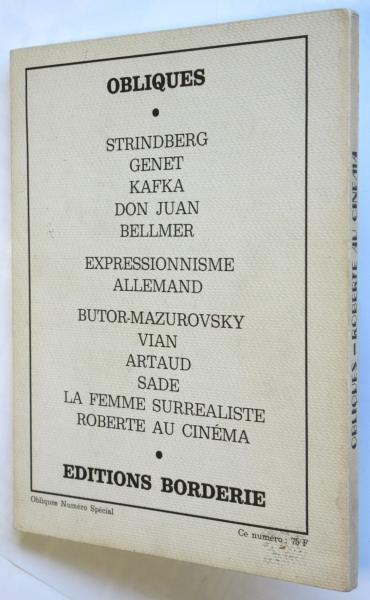 OBLIQUES
•
STRINDBERG
GENET
KAFKA
DON JUAN
BELLMER
EXPRESSIONNISME
ALLEMAND
BUTOR-MAZUROVSKY
VIAN
ARTAUD
SADE
LA FEMME SURREALISTE
ROBERTE AU CINÉMA
•
EDITIONS BORDERIE
Obliques Numéro Spécial
Ce numéro : 75 F
OBLIQUES – ROBERTE AU CINEMA